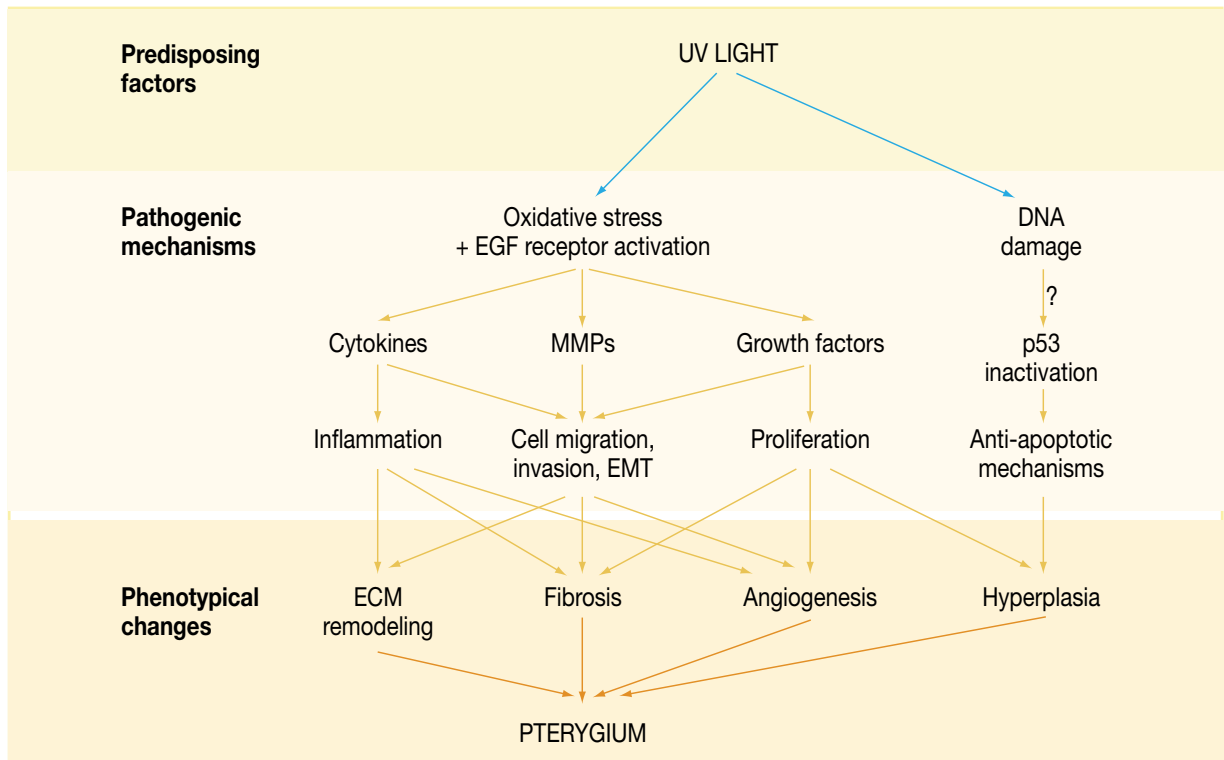 Predisposing
factors
UV LIGHT
Pathogenic
mechanisms
Oxidative stress
+ EGF receptor activation
DNA
damage
?
Cytokines
MMPs
Growth factors
p53
inactivation
Inflammation
Cell migration,
invasion, EMT
Proliferation
Anti-apoptotic
mechanisms
Phenotypical
changes
ECM
remodeling
Fibrosis
Angiogenesis
Hyperplasia
PTERYGIUM